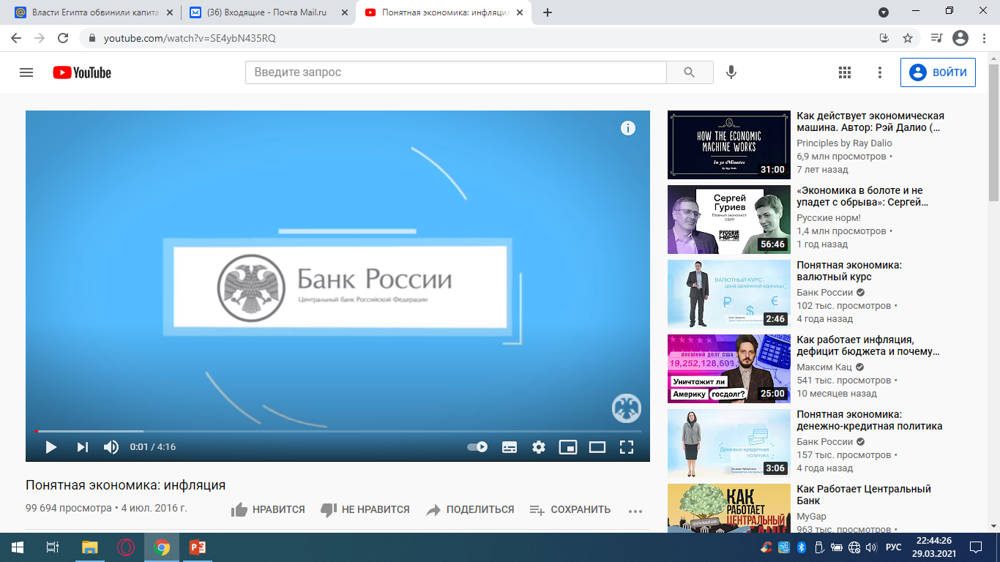 Власти Египта обвинили капита
(36) Входящие - Почта Mail.ru
Понятная экономика: инфляция
youtube.com/watch?v=SE4ybN435RQ
YouTube
Введите запрос
ВОЙТИ
Банк России
Центральный банк Российской Федерации
0:01 / 4:16
Понятная экономика: инфляция
99 694 просмотра • 4 июл. 2016 г.
НРАВИТСЯ
НЕ НРАВИТСЯ
ПОДЕЛИТЬСЯ
СОХРАНИТЬ
HOW THE ECONOMIC
MACHINE WORKS
In 30 Minutes
By Ray Dalio
31:00
Как действует экономическая
машина. Автор: Рэй Далио (...
Principles by Ray Dalio
6,9 млн просмотров •
7 лет назад
Сергей
Гуриев
Главный экономист
ЕБРР
РУССКИЕ
НОРМ!
56:46
«Экономика в болоте и не
упадет с обрыва»: Сергей...
Русские норм!
1,4 млн просмотров •
1 год назад
ВАЛЮТНЫЙ КУРС -
цена денежной единицы
₽
$
€
2:46
Понятная экономика:
валютный курс
Банк России
102 тыс. просмотров •
4 года назад
ВНЕШНИЙ ДОЛГ США
19,252,128,69
Уничтожит ли
Америку госдолг?
25:00
Как работает инфляция,
дефицит бюджета и почему...
Максим Кац
541 тыс. просмотров •
10 месяцев назад
Денежно-кредитная
политика
3:06
Понятная экономика:
денежно-кредитная политика
Банк России
157 тыс. просмотров •
4 года назад
КАК
РАБОТАЕТ
ЦЕНТРАЛЬНЫЙ
Как Работает Центральный
Банк
MyGap
963 тыс. просмотров •
РУС
22:44:26
29.03.2021